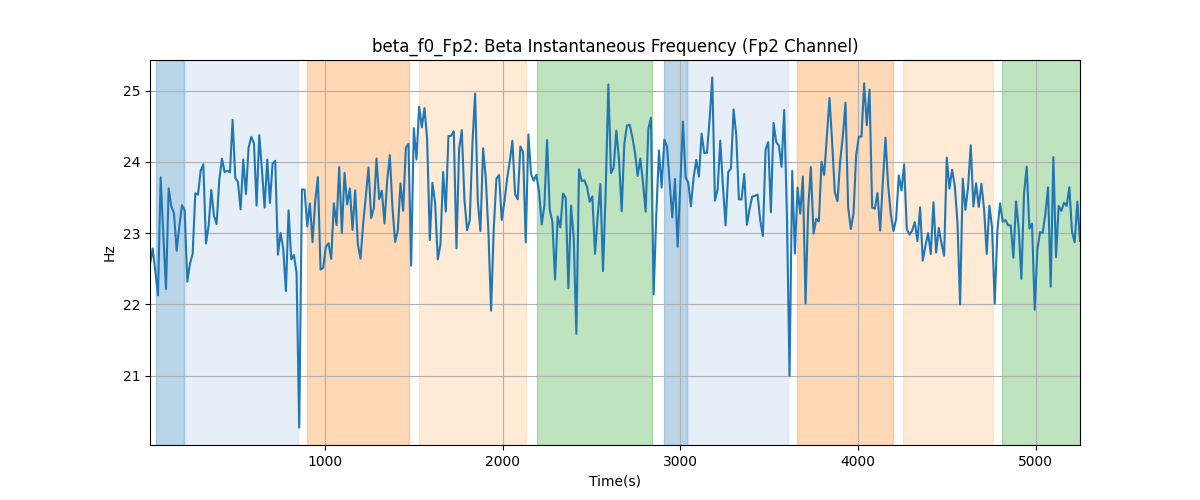 beta_f0_Fp2: Beta Instantaneous Frequency (Fp2 Channel)
25
24
23
22
21
Hz
1000 2000 3000 4000 5000
Time(s)